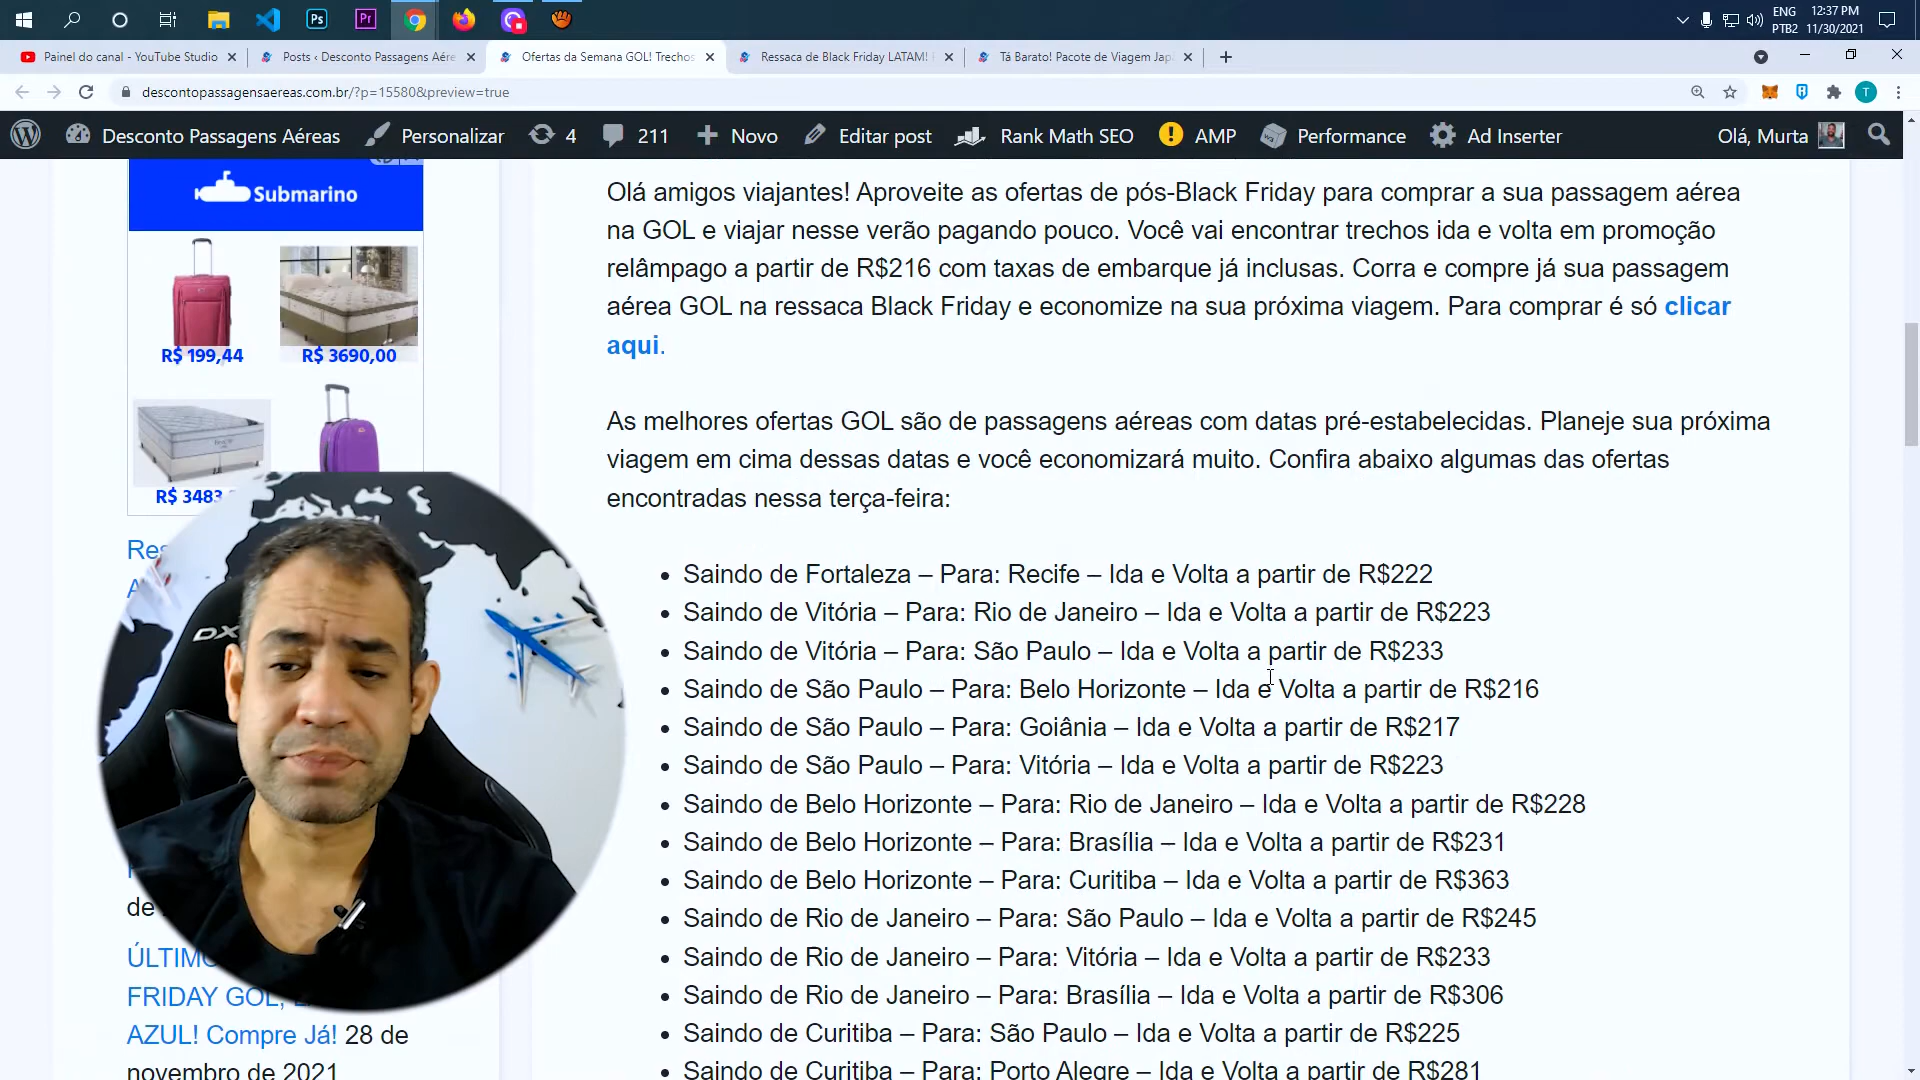 ENG
12:37 PM
PTB2
11/30/2021
Painel do canal - YouTube Studio
Posts ‹ Desconto Passagens Aére
Ofertas da Semana GOL! Trechos
Ressaca de Black Friday LATAM!
Tá Barato! Pacote de Viagem Jap
descontopassagensaereas.com.br/?p=15580&preview=true
T
Desconto Passagens Aéreas
Personalizar
4
211
Novo
Editar post
Rank Math SEO
AMP
Performance
Ad Inserter
Olá, Murta
Submarino
R$ 199,44
R$ 3690,00
R$ 3483,
Res
A
DX
de
ÚLTIMO
FRIDAY GOL,
AZUL! Compre Já! 28 de
novembro de 2021
Olá amigos viajantes! Aproveite as ofertas de pós-Black Friday para comprar a sua passagem aérea
na GOL e viajar nesse verão pagando pouco. Você vai encontrar trechos ida e volta em promoção
relâmpago a partir de R$216 com taxas de embarque já inclusas. Corra e compre já sua passagem
aérea GOL na ressaca Black Friday e economize na sua próxima viagem. Para comprar é só clicar
aqui.
As melhores ofertas GOL são de passagens aéreas com datas pré-estabelecidas. Planeje sua próxima
viagem em cima dessas datas e você economizará muito. Confira abaixo algumas das ofertas
encontradas nessa terça-feira:
• Saindo de Fortaleza – Para: Recife – Ida e Volta a partir de R$222
• Saindo de Vitória – Para: Rio de Janeiro – Ida e Volta a partir de R$223
• Saindo de Vitória – Para: São Paulo – Ida e Volta a partir de R$233
• Saindo de São Paulo – Para: Belo Horizonte – Ida e Volta a partir de R$216
• Saindo de São Paulo – Para: Goiânia – Ida e Volta a partir de R$217
• Saindo de São Paulo – Para: Vitória – Ida e Volta a partir de R$223
• Saindo de Belo Horizonte – Para: Rio de Janeiro – Ida e Volta a partir de R$228
• Saindo de Belo Horizonte – Para: Brasília – Ida e Volta a partir de R$231
• Saindo de Belo Horizonte – Para: Curitiba – Ida e Volta a partir de R$363
• Saindo de Rio de Janeiro – Para: São Paulo – Ida e Volta a partir de R$245
• Saindo de Rio de Janeiro – Para: Vitória – Ida e Volta a partir de R$233
• Saindo de Rio de Janeiro – Para: Brasília – Ida e Volta a partir de R$306
• Saindo de Curitiba – Para: São Paulo – Ida e Volta a partir de R$225
• Saindo de Curitiba – Para: Porto Alegre – Ida e Volta a partir de R$281